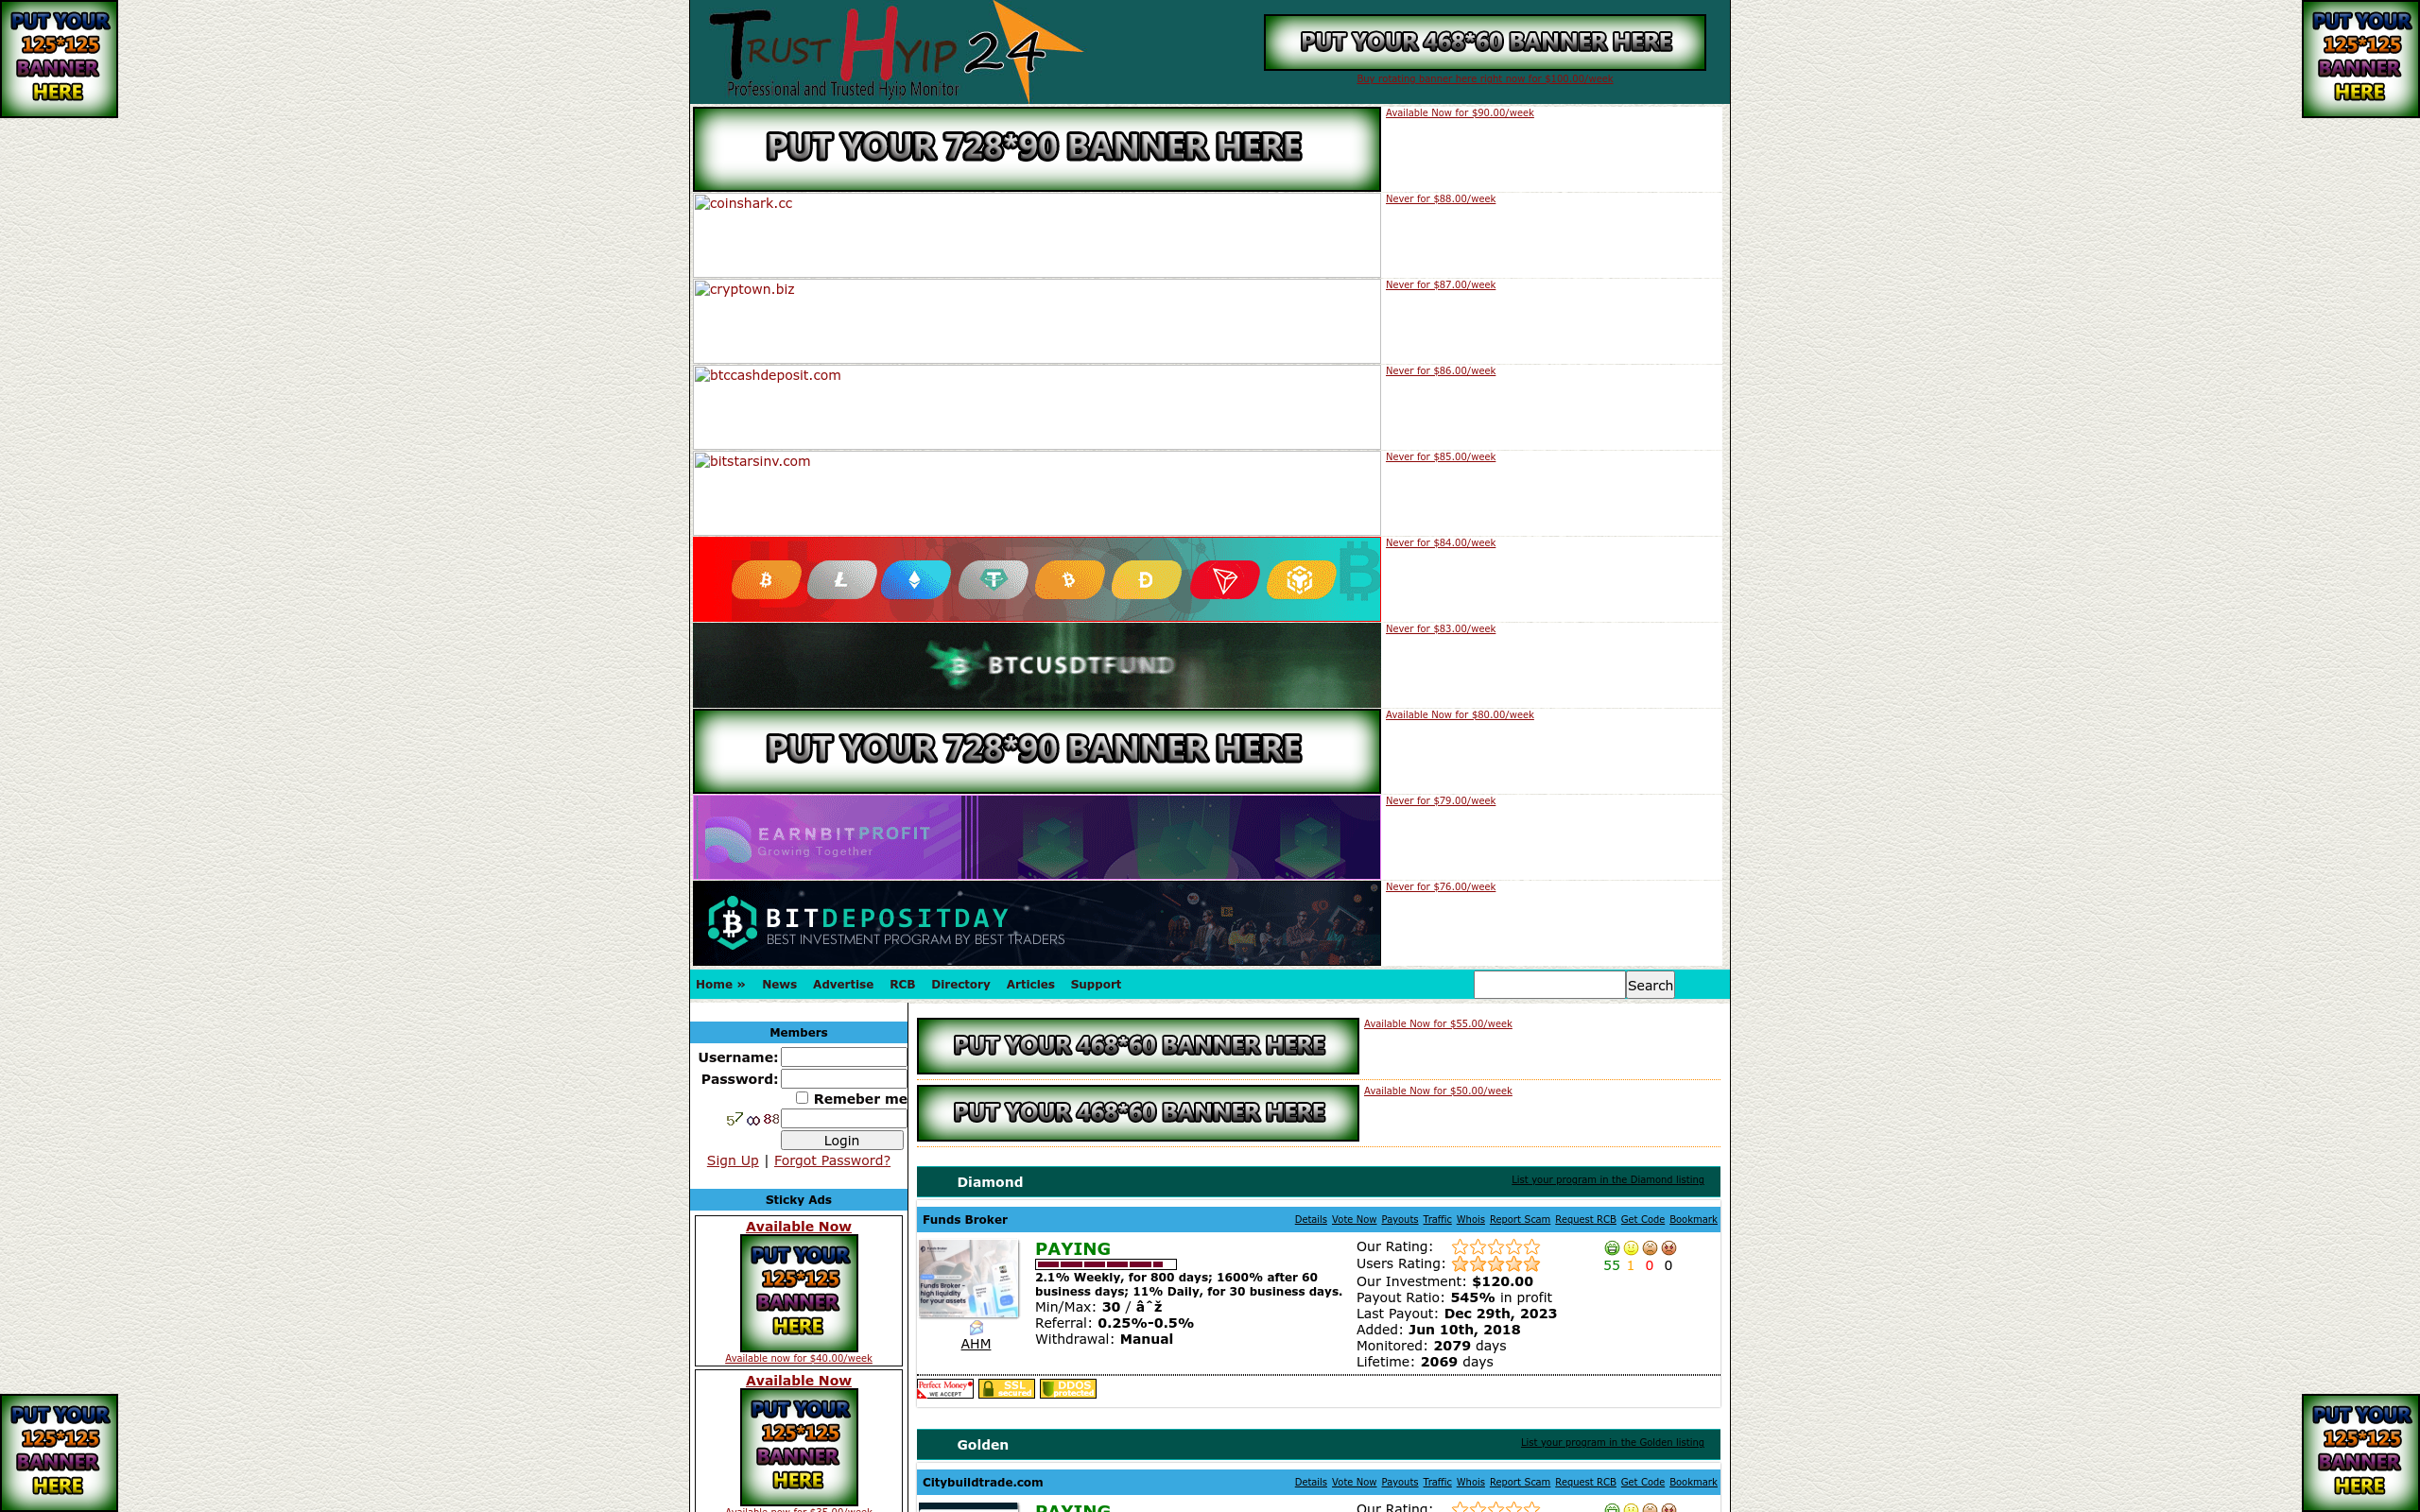 PUT YOUR
125*125
BANNER
HERE
TRUST HYIP 24
Professional and Trusted Hyip Monitor
PUT YOUR 468*60 BANNER HERE
Buy rotating banner here right now for $100.00/week
PUT YOUR
125*125
BANNER
HERE
PUT YOUR 728*90 BANNER HERE
Available Now for $90.00/week
coinshark.cc
Never for $88.00/week
cryptown.biz
Never for $87.00/week
btccashdeposit.com
Never for $86.00/week
bitstarsinv.com
Never for $85.00/week
Never for $84.00/week
BTCUSDTFUND
Never for $83.00/week
PUT YOUR 728*90 BANNER HERE
Available Now for $80.00/week
EARNBITPROFIT
Growing Together
Never for $79.00/week
BITDEPOSITDAY
BEST INVESTMENT PROGRAM BY BEST TRADERS
Never for $76.00/week
Home » News Advertise RCB Directory Articles Support
Search
Members
Username:
Password:
Remeber me
57 88
Login
Sign Up | Forgot Password?
Sticky Ads
Available Now
PUT YOUR
125*125
BANNER
HERE
Available now for $40.00/week
Available Now
PUT YOUR
125*125
BANNER
HERE
Available now for $35.00/week
PUT YOUR 468*60 BANNER HERE
Available Now for $55.00/week
PUT YOUR 468*60 BANNER HERE
Available Now for $50.00/week
Diamond
List your program in the Diamond listing
Funds Broker
Details Vote Now Payouts Traffic Whois Report Scam Request RCB Get Code Bookmark
Funds Broker –
high liquidity
for your assets
AHM
PAYING
2.1% Weekly, for 800 days; 1600% after 60
business days; 11% Daily, for 30 business days.
Min/Max: 30 / âˆž
Referral: 0.25%-0.5%
Withdrawal: Manual
Our Rating:
Users Rating:
Our Investment: $120.00
Payout Ratio: 545% in profit
Last Payout: Dec 29th, 2023
Added: Jun 10th, 2018
Monitored: 2079 days
Lifetime: 2069 days
55 1 0 0
Perfect Money
WE ACCEPT
SSL
secured
DDOS
protected
Golden
List your program in the Golden listing
Citybuildtrade.com
Details Vote Now Payouts Traffic Whois Report Scam Request RCB Get Code Bookmark
PAYING
Our Rating:
PUT YOUR
125*125
BANNER
HERE
PUT YOUR
125*125
BANNER
HERE